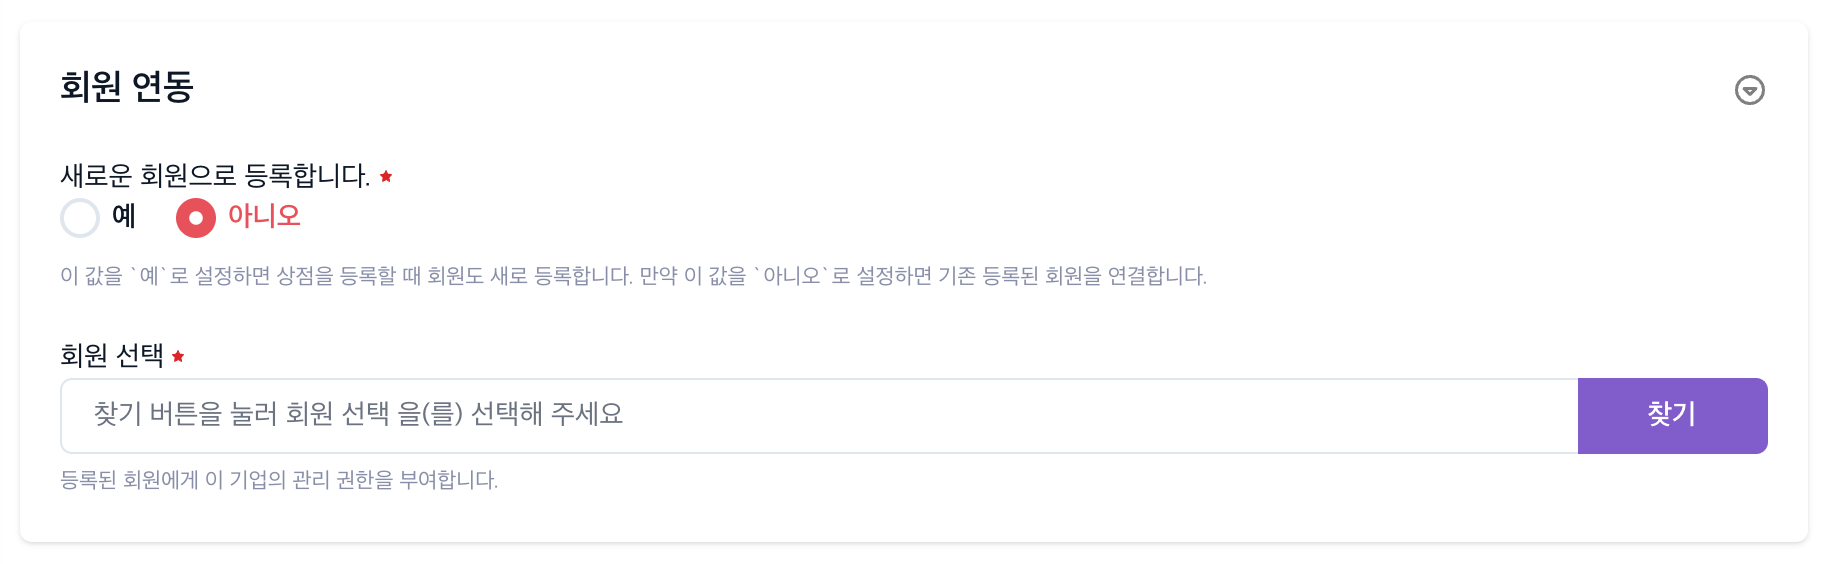 회원 연동
새로운 회원으로 등록합니다.
예 아니오
이 값을 `예`로 설정하면 상점을 등록할 때 회원도 새로 등록합니다. 만약 이 값을 `아니오`로 설정하면 기존 등록된 회원을 연결합니다.
회원 선택
찾기 버튼을 눌러 회원 선택 을(를) 선택해 주세요 찾기
등록된 회원에게 이 기업의 관리 권한을 부여합니다.